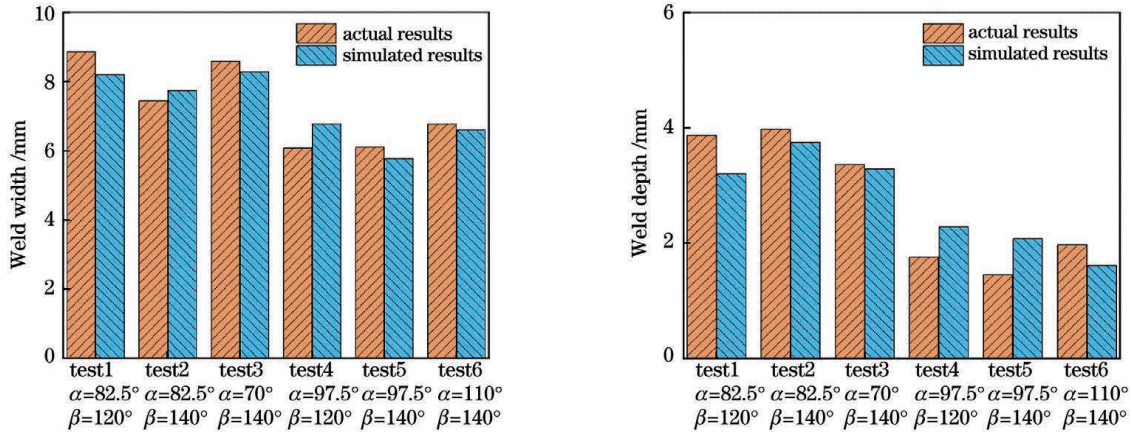 10
8
6
4
2
0
Weld width /mm
actual results
simulated results
test1 test2 test3 test4 test5 test6
α=82.5° α=82.5° α=70° α=97.5° α=97.5° α=110°
β=120° β=140° β=140° β=120° β=140° β=140°
6
4
2
0
Weld depth /mm
actual results
simulated results
test1 test2 test3 test4 test5 test6
α=82.5° α=82.5° α=70° α=97.5° α=97.5° α=110°
β=120° β=140° β=140° β=120° β=140° β=140°